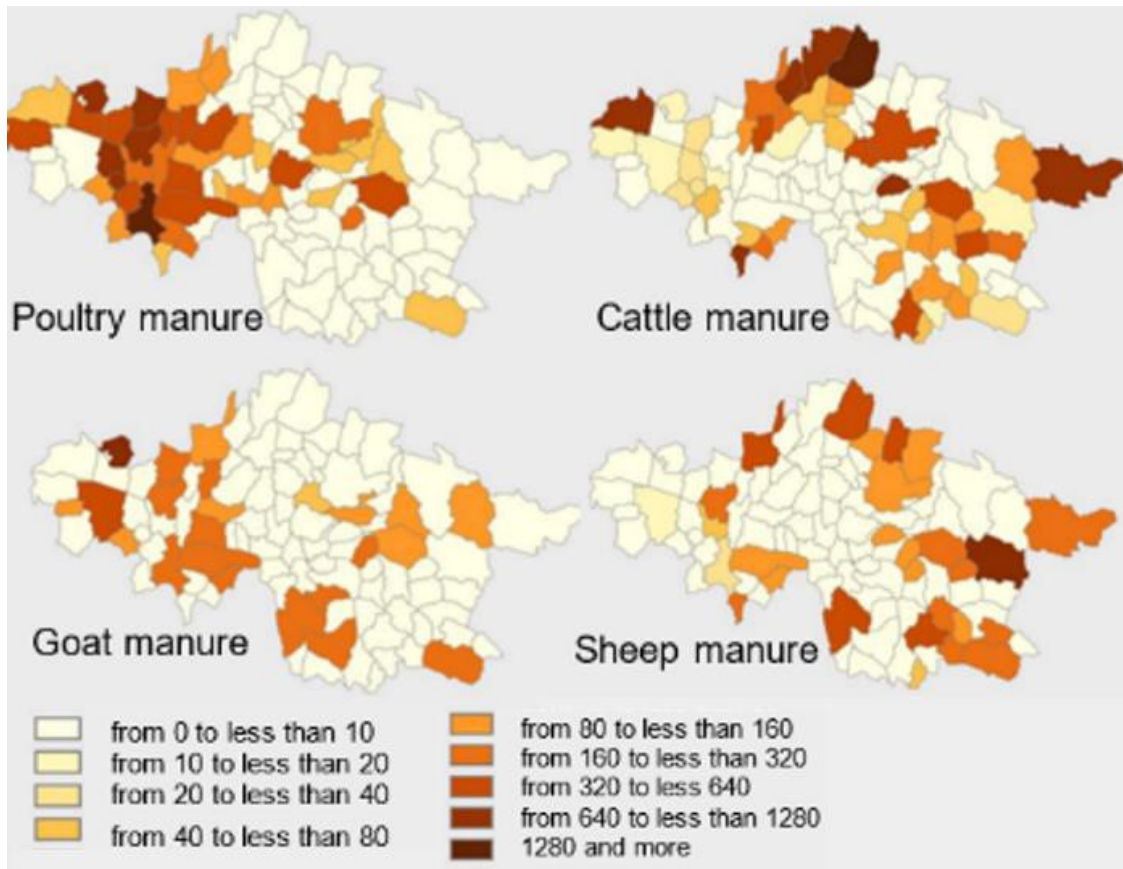 Poultry manure
Cattle manure
Goat manure
Sheep manure
from 0 to less than 10
from 10 to less than 20
from 20 to less than 40
from 40 to less than 80
from 80 to less than 160
from 160 to less than 320
from 320 to less 640
from 640 to less than 1280
1280 and more